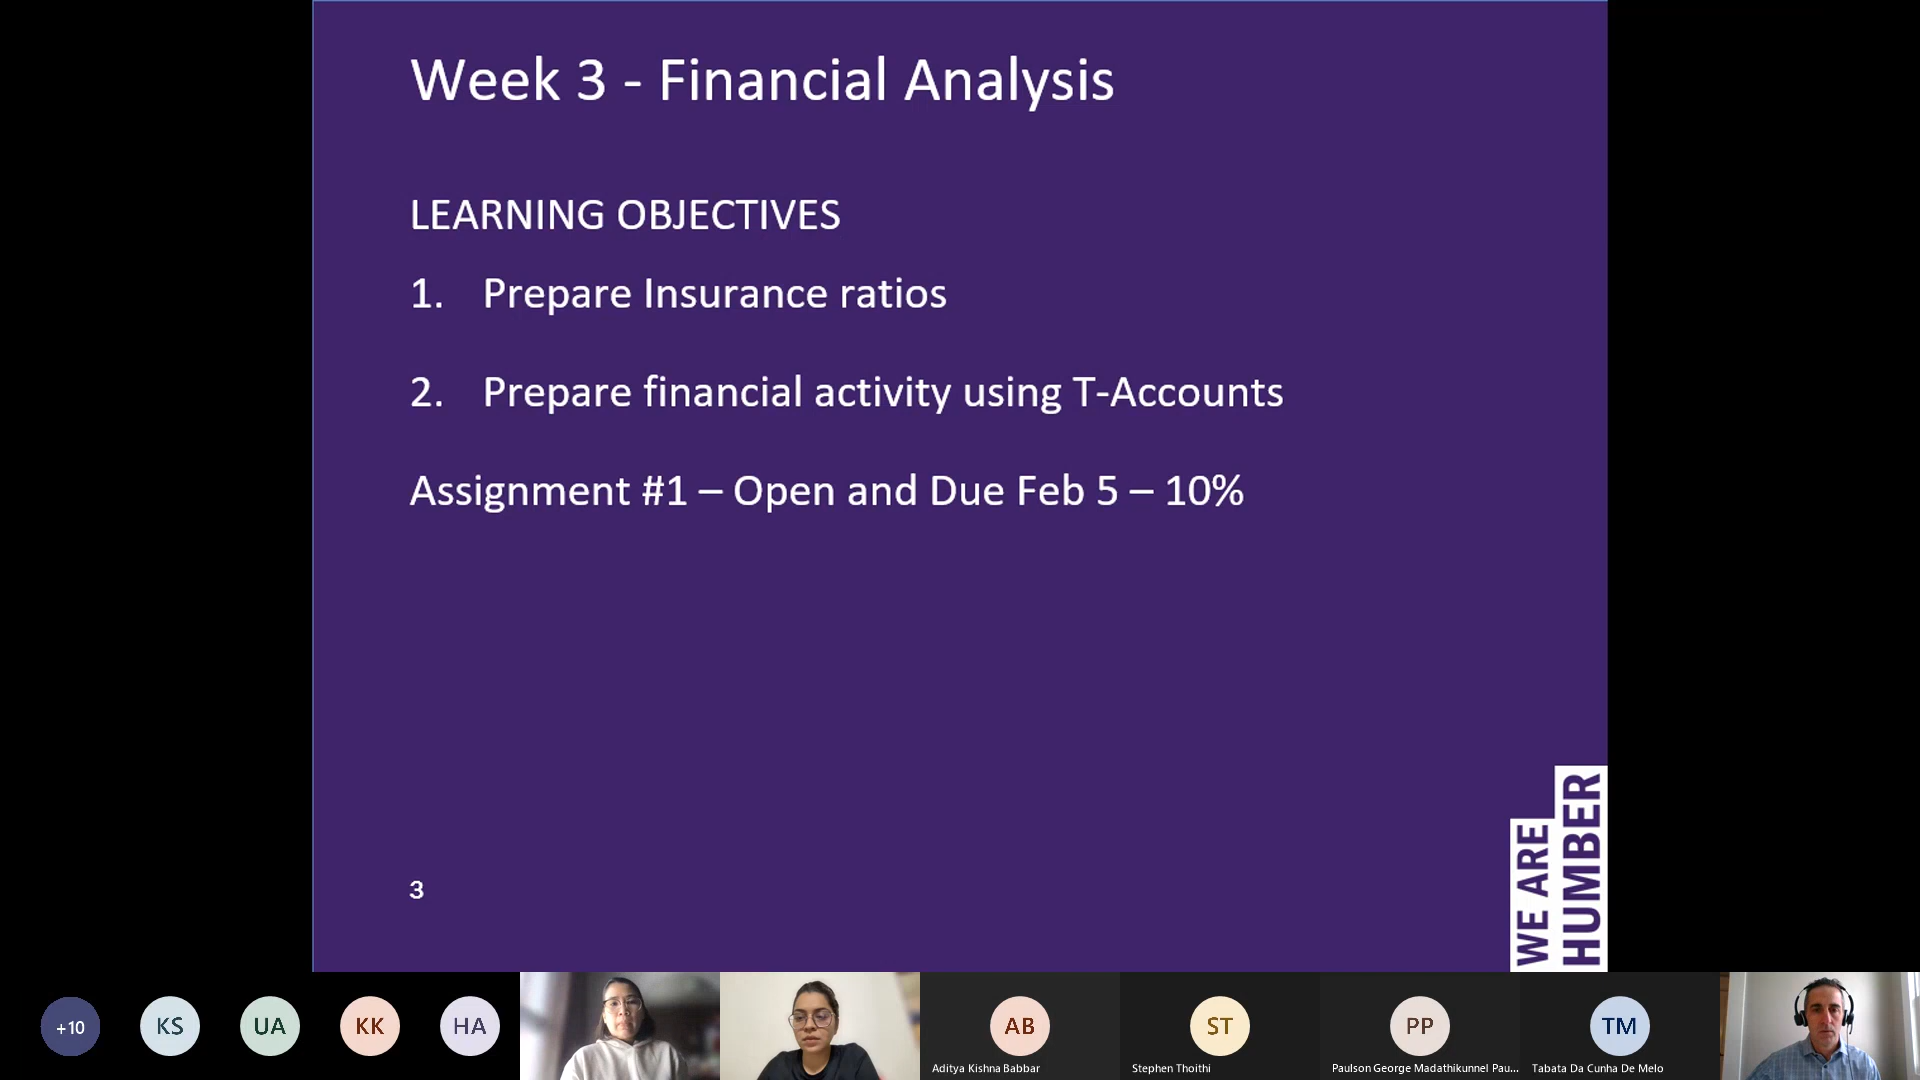 Week 3 - Financial Analysis
LEARNING OBJECTIVES
1. Prepare Insurance ratios
2. Prepare financial activity using T-Accounts
Assignment #1 – Open and Due Feb 5 – 10%
3
WE ARE
HUMBER
+10
KS
UA
KK
HA
AB
Aditya Kishna Babbar
ST
Stephen Thoithi
PP
Paulson George Madathikunnel Pau...
TM
Tabata Da Cunha De Melo